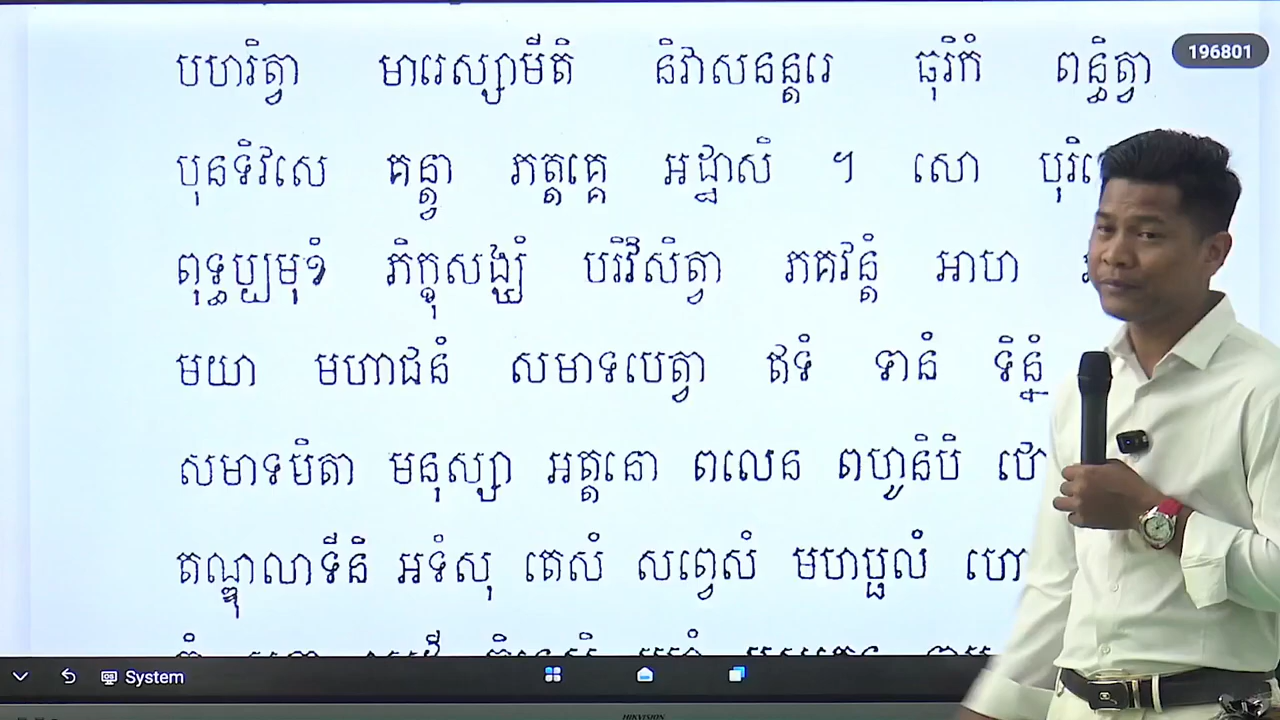 បហរិត្វា មារេស្សាមីតិ និវាសនន្តរេ ធុរិកំ ពន្ធិត្វា
196801
បុនទិវសេ គន្ត្វា ភត្តគ្គេ អដ្ឋាសិ ។ សោ
ពុទ្ធប្បមុខំ ភិក្ខុសង្ឃំ បរិវិសិត្វា ភគវន្តំ អាហ
មយា មហាជនំ សមាទបេត្វា ឥទំ ទានំ ទិន្នំ
សមាទបិតា មនុស្សា អត្តនោ ពលេន ពហូនិបិ ថោ
តណ្ឌុលាទីនិ អទំសុ តេសំ សព្វេសំ មហប្ផលំ ហោ
System
HIKVISION